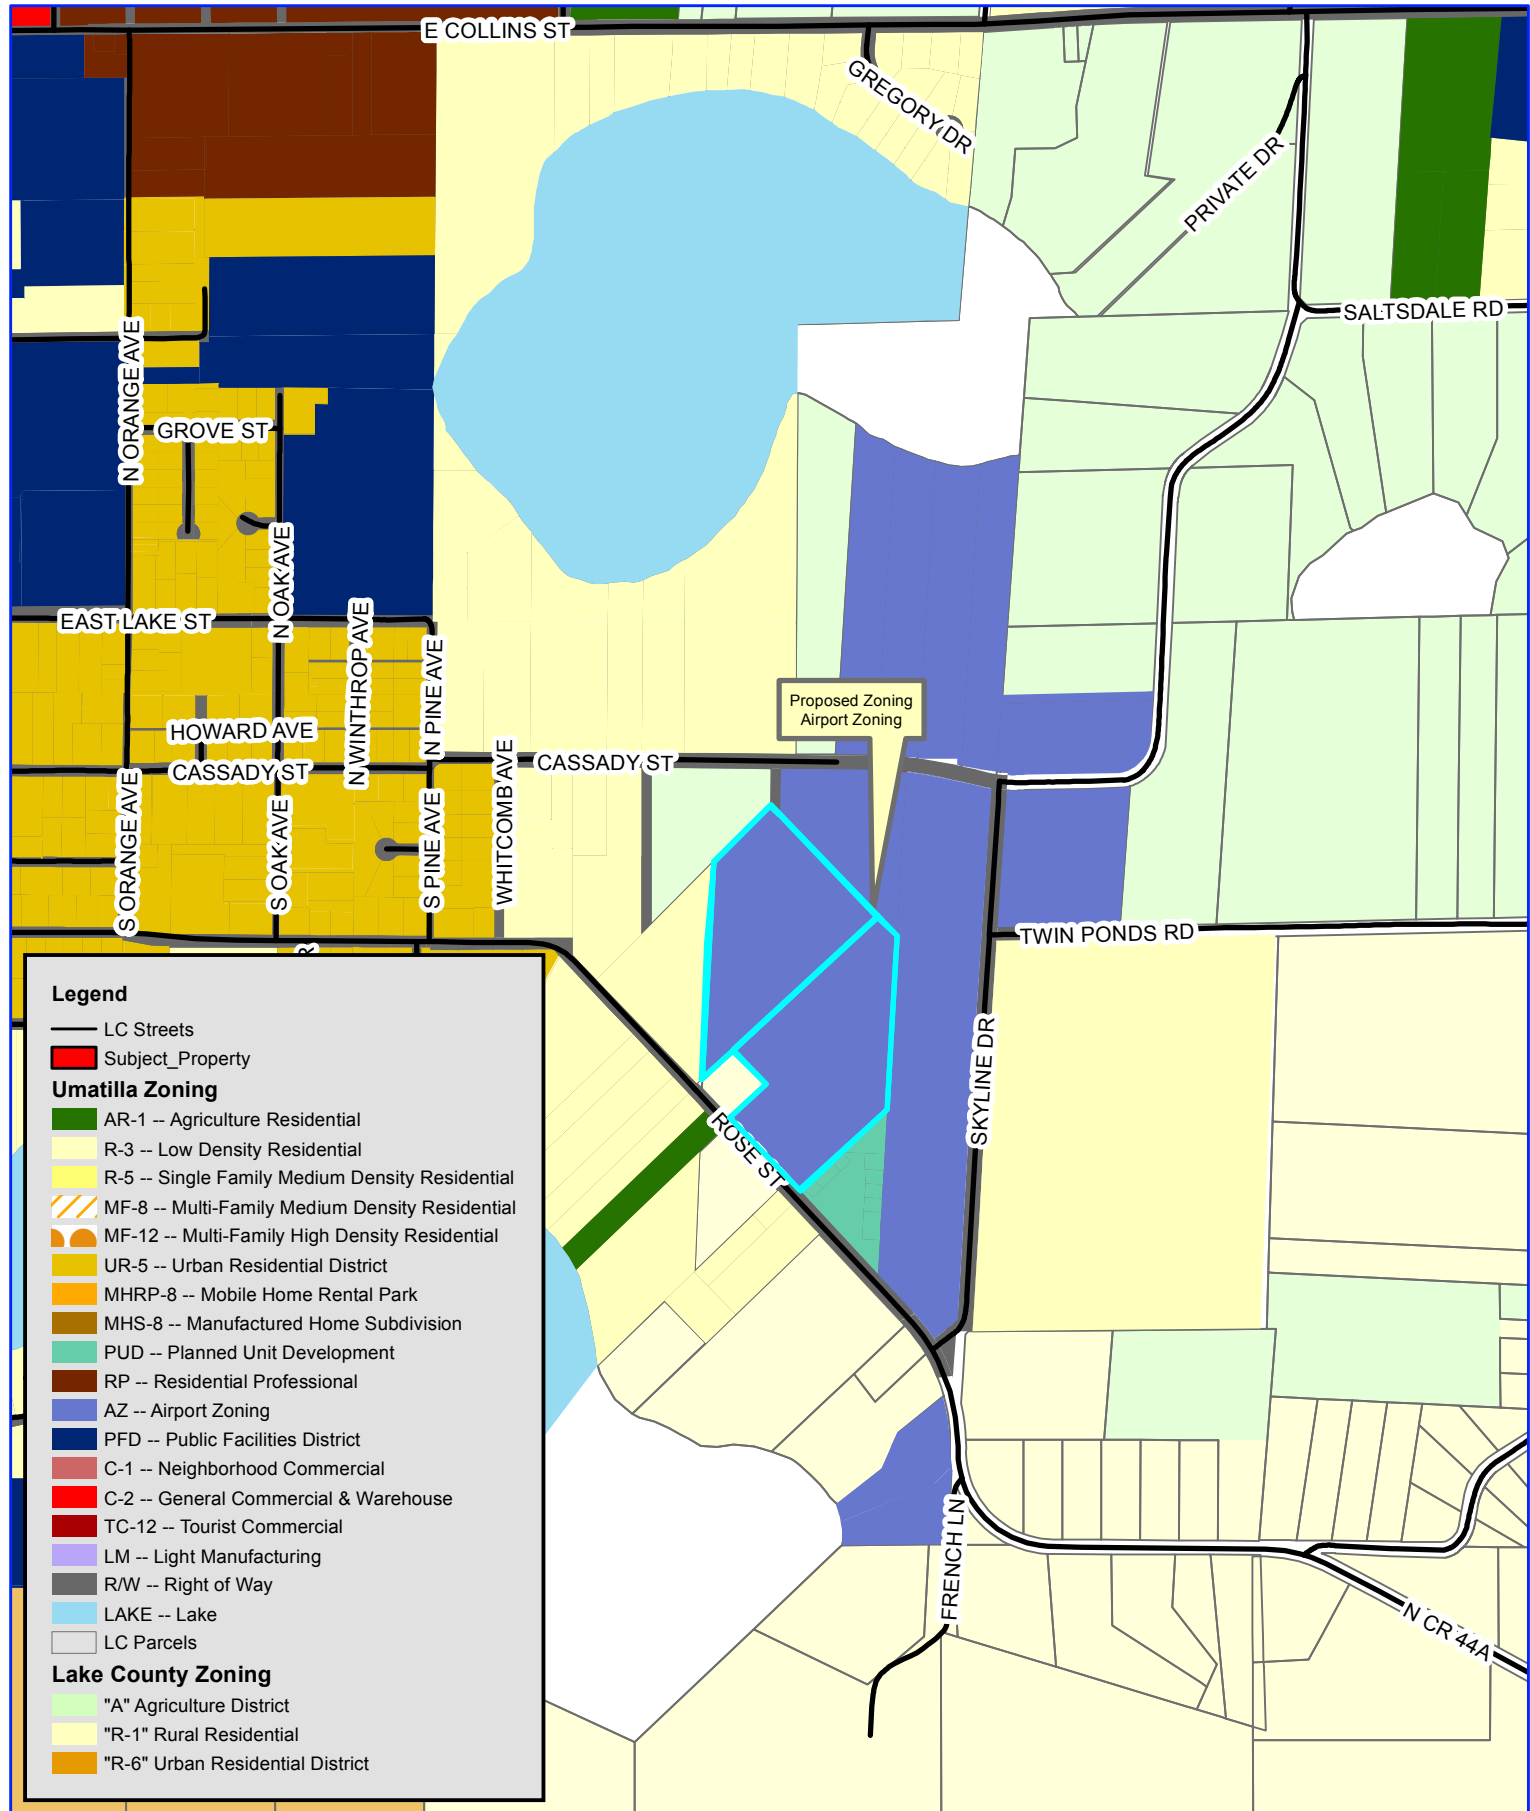 E COLLINS ST
GREGORY DR
PRIVATE DR
SALTSDALE RD
N ORANGE AVE
GROVE ST
N OAK AVE
EAST LAKE ST
N WINTHROP AVE
N PINE AVE
HOWARD AVE
CASSADY ST
WHITCOMB AVE
CASSADY ST
Proposed Zoning
Airport Zoning
S ORANGE AVE
S OAK AVE
S PINE AVE
TWIN PONDS RD
SKYLINE DR
ROSE ST
FRENCH LN
N CR 44A
Legend
LC Streets
Subject_Property
Umatilla Zoning
AR-1 -- Agriculture Residential
R-3 -- Low Density Residential
R-5 -- Single Family Medium Density Residential
MF-8 -- Multi-Family Medium Density Residential
MF-12 -- Multi-Family High Density Residential
UR-5 -- Urban Residential District
MHRP-8 -- Mobile Home Rental Park
MHS-8 -- Manufactured Home Subdivision
PUD -- Planned Unit Development
RP -- Residential Professional
AZ -- Airport Zoning
PFD -- Public Facilities District
C-1 -- Neighborhood Commercial
C-2 -- General Commercial & Warehouse
TC-12 -- Tourist Commercial
LM -- Light Manufacturing
R/W -- Right of Way
LAKE -- Lake
LC Parcels
Lake County Zoning
"A" Agriculture District
"R-1" Rural Residential
"R-6" Urban Residential District